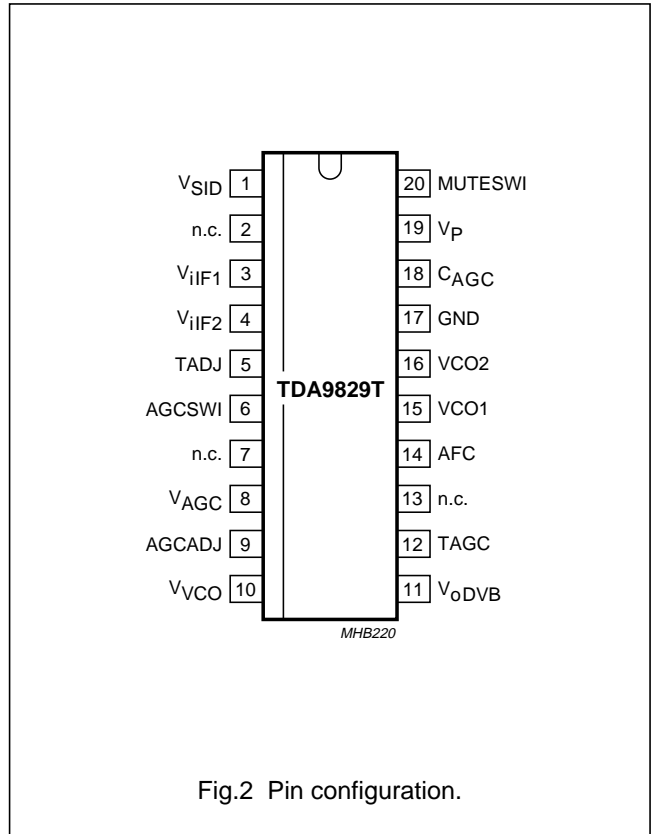 VSID 1
n.c. 2
ViIF1 3
ViIF2 4
TADJ 5
AGCSWI 6
n.c. 7
VAGC 8
AGCADJ 9
VVCO 10
TDA9829T
20 MUTESWI
19 VP
18 CAGC
17 GND
16 VCO2
15 VCO1
14 AFC
13 n.c.
12 TAGC
11 VoDVB
MHB220
Fig.2 Pin configuration.